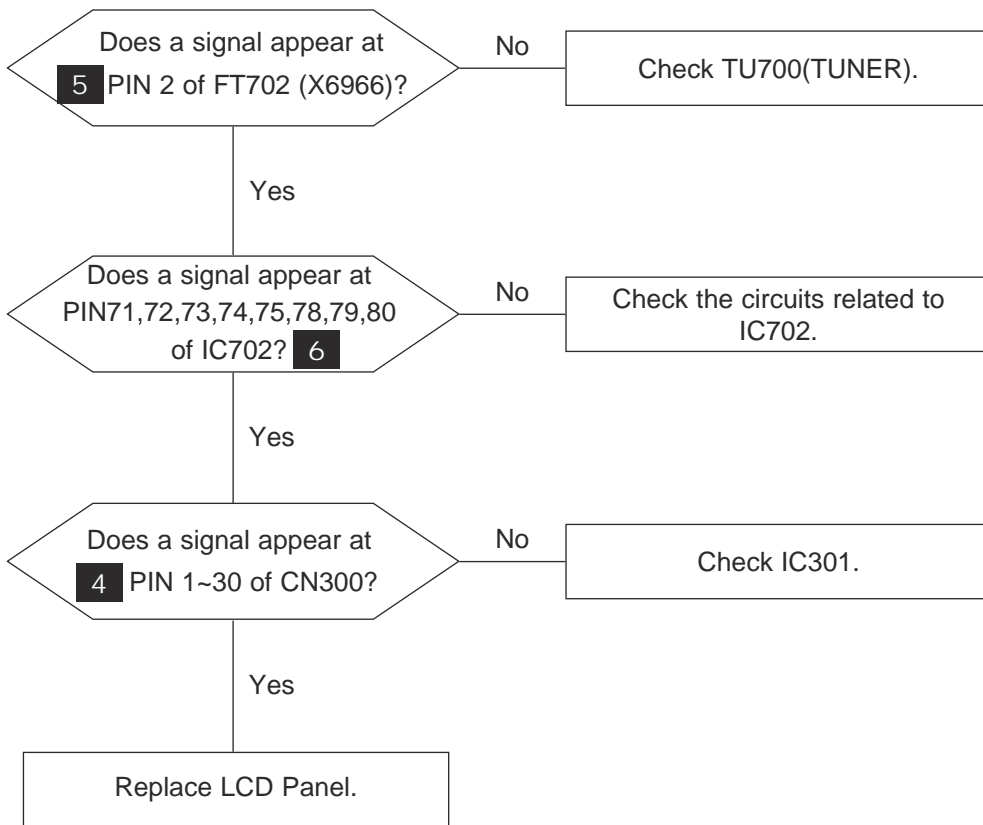 Does a signal appear at
5 PIN 2 of FT702 (X6966)?
No
Check TU700(TUNER).
Yes
Does a signal appear at
PIN71,72,73,74,75,78,79,80
of IC702? 6
No
Check the circuits related to
IC702.
Yes
Does a signal appear at
4 PIN 1~30 of CN300?
No
Check IC301.
Yes
Replace LCD Panel.